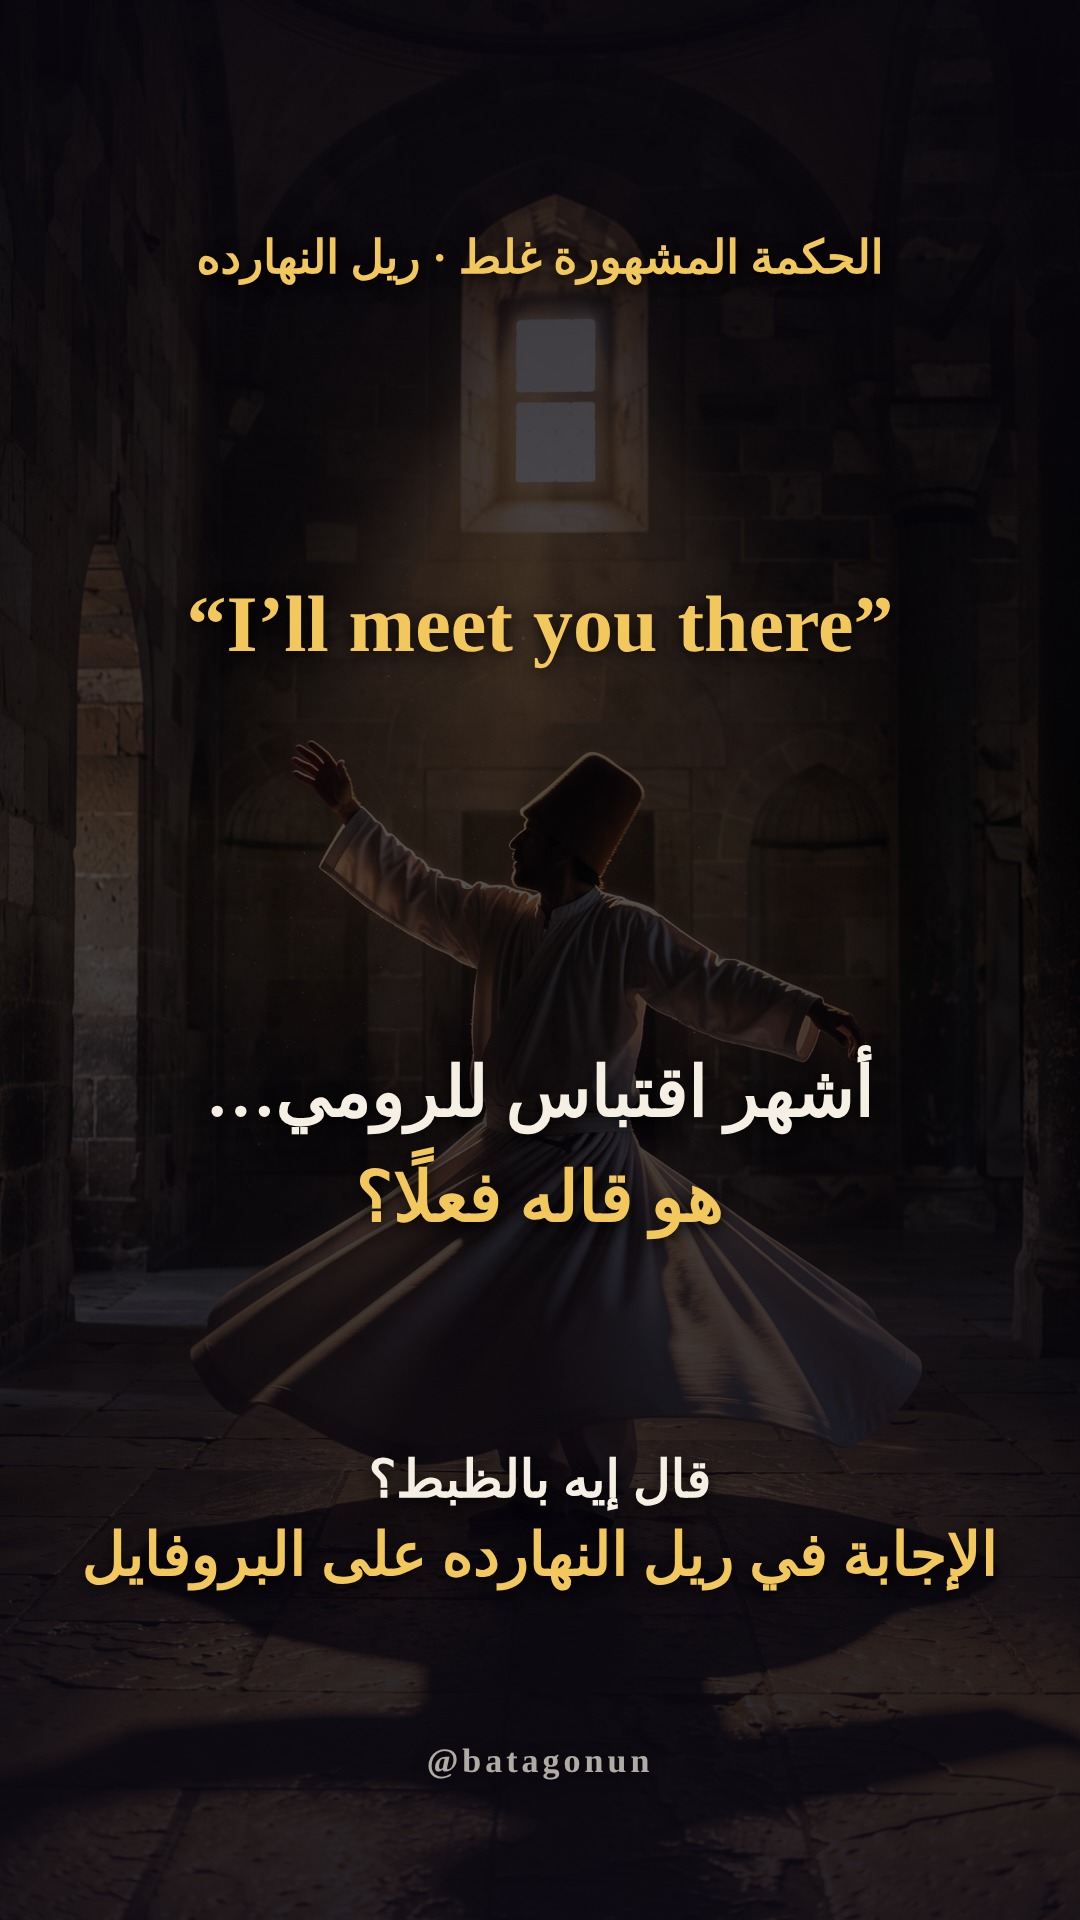 الحكمة المشهورة غلط · ريل النهارده
“I’ll meet you there”
أشهر اقتباس للرومي...
هو قاله فعلًا؟
قال إيه بالظبط؟
الإجابة في ريل النهارده على البروفايل
@batagonun